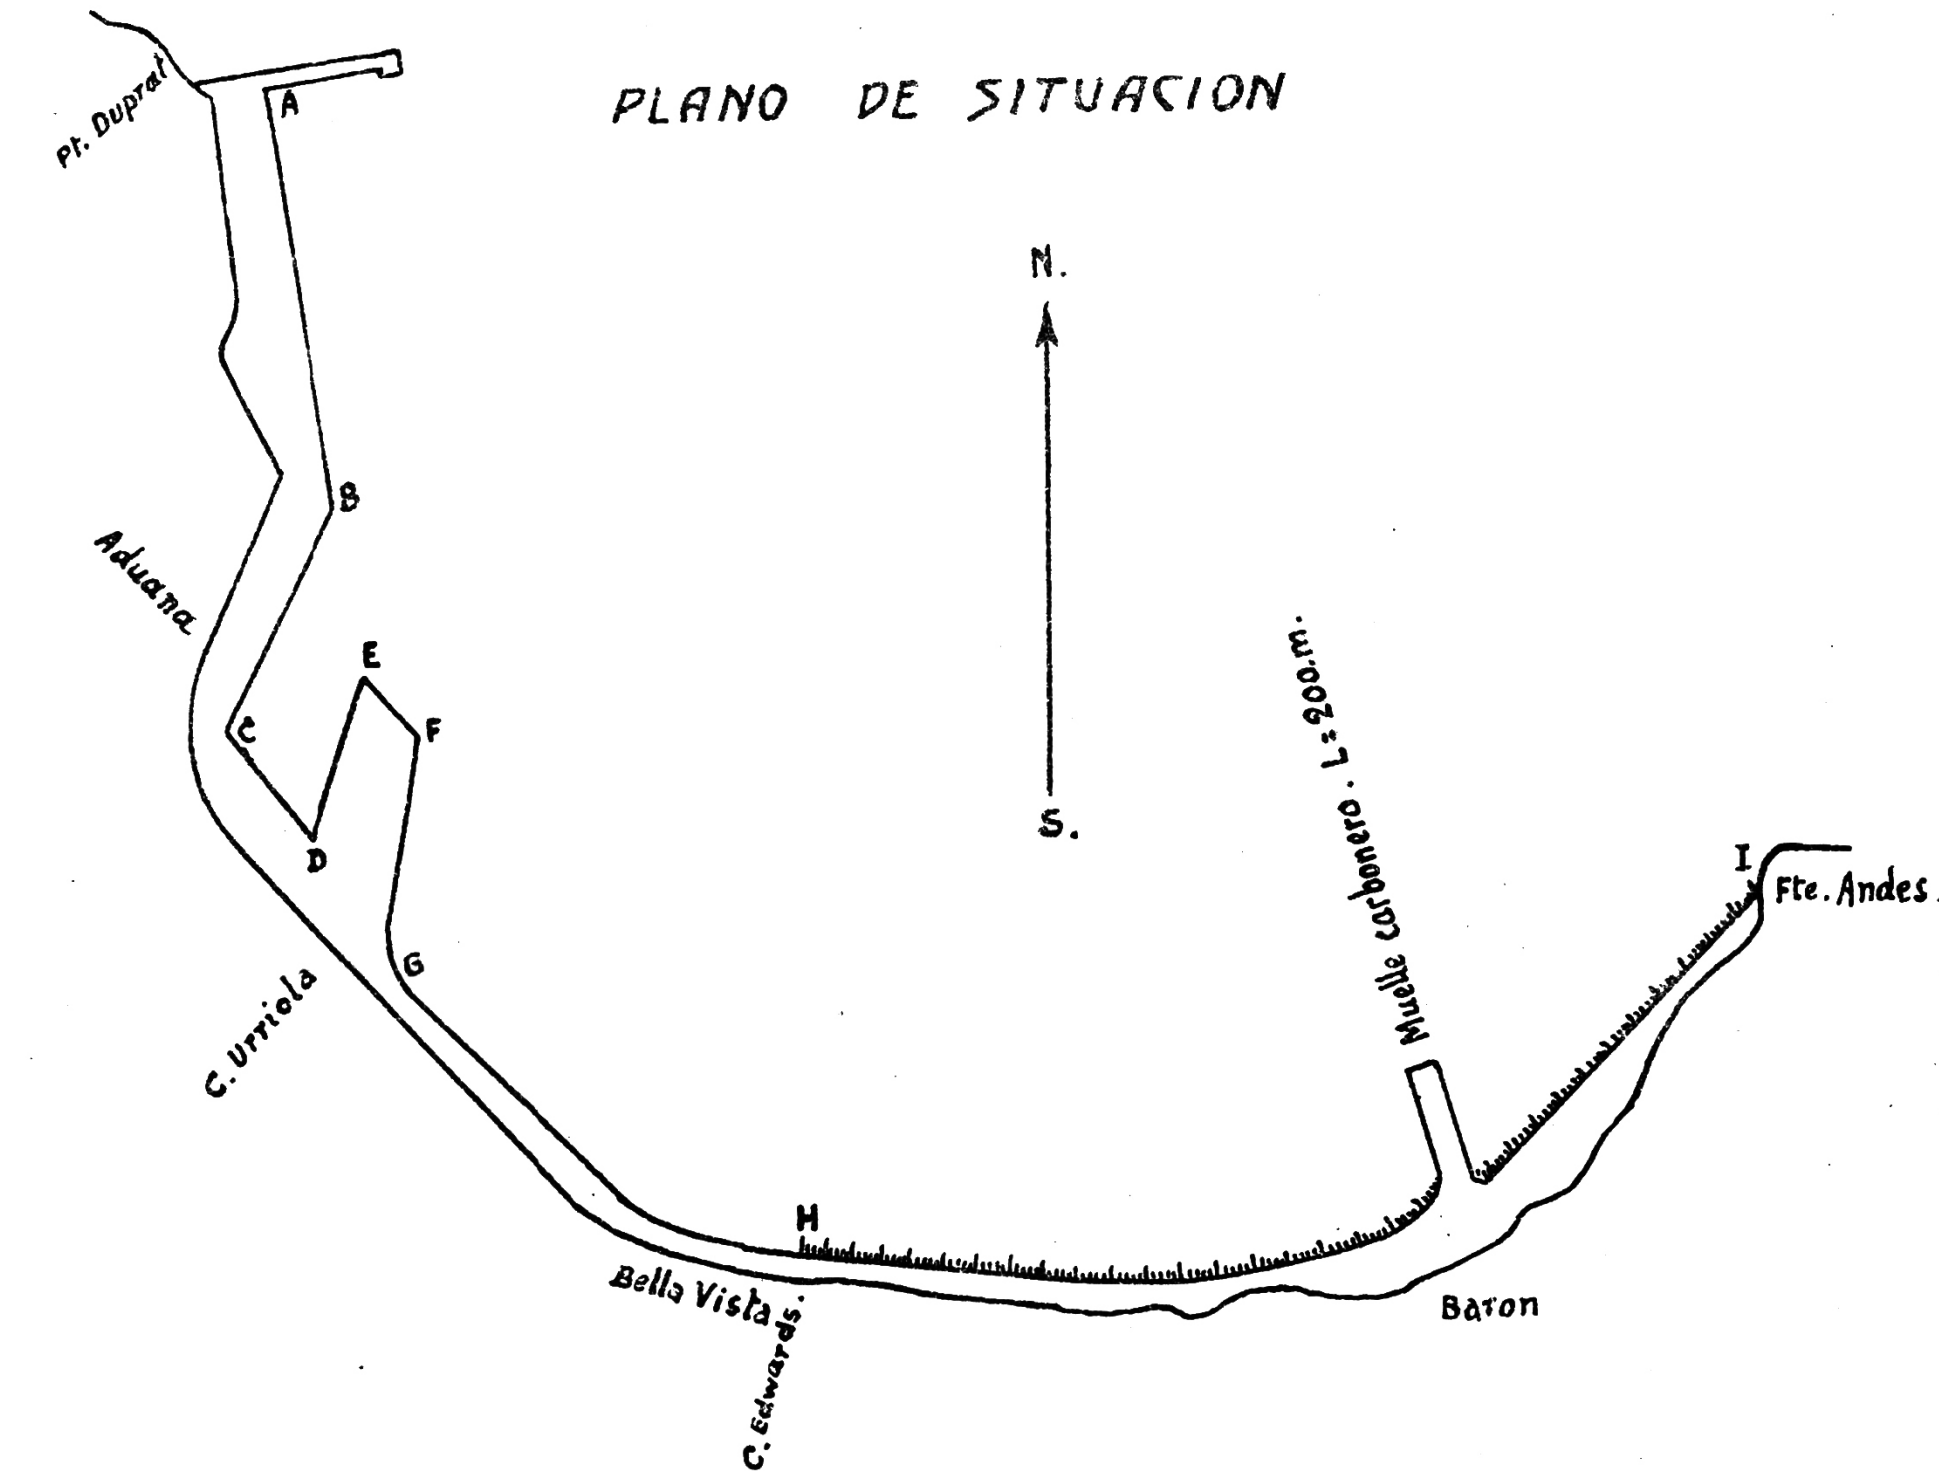 PLANO DE SITUACION
Pt. Duprat
A
N.
B
Aduana
E
F
C
D
S.
Muelle carbonero. L=200.m.
I
Fte. Andes.
G
C. Urriola
H
Bella Vista
C. Edwards.
Baron